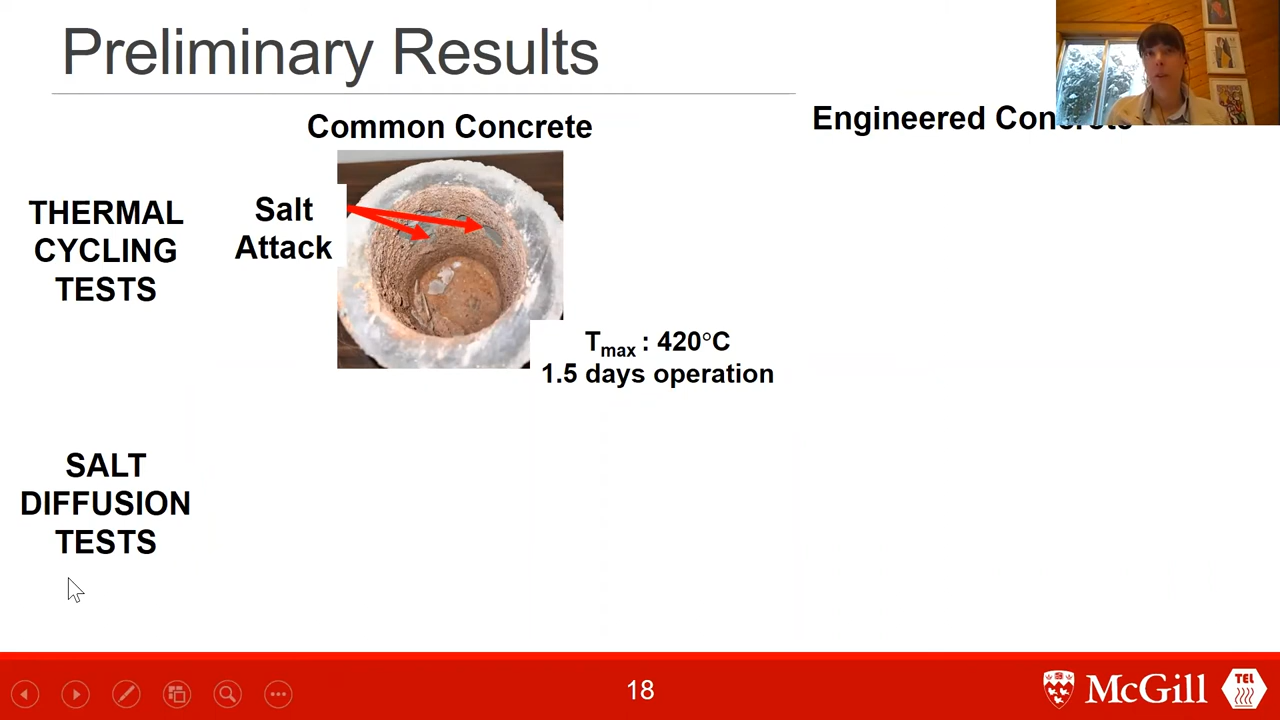 Preliminary Results
Common Concrete
Engineered Concrete
THERMAL
CYCLING
TESTS
Salt
Attack
Tmax : 420°C
1.5 days operation
SALT
DIFFUSION
TESTS
18
McGill
TEL